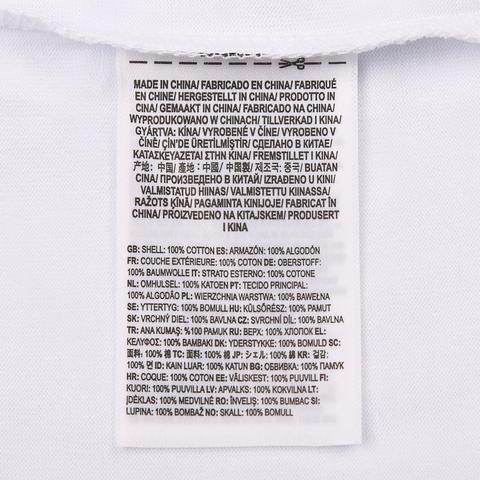 MADE IN CHINA/ FABRICADO EN CHINA/ FABRIQUÉ
EN CHINE/ HERGESTELLT IN CHINA/ PRODOTTO IN
CINA/ GEMAAKT IN CHINA/ FABRICADO NA CHINA/
WYPRODUKOWANO W CHINACH/ TILLVERKAD I KINA/
GYÁRTVA: KÍNA/ VYROBENÉ V ČÍNE/ VYROBENO V
ČÍNĚ/ ÇİN'DE ÜRETİLMİŞTİR/ СДЕЛАНО В КИТАЕ/
ΚΑΤΑΣΚΕΥΑΖΕΤΑΙ ΣΤΗΝ ΚΙΝΑ/ FREMSTILLET I KINA/
产地: 中国/ 產地: 中國/ 中国製/ 제조국: 중국/ BUATAN
CINA/ ПРОИЗВЕДЕНО В КИТАЙ/ IZRAĐENO U KINI/
VALMISTATUD HIINAS/ VALMISTETTU KIINASSA/
RAŽOTS ĶĪNĀ/ PAGAMINTA KINIJOJE/ FABRICAT ÎN
CHINA/ PROIZVEDENO NA KITAJSKEM/ PRODUSERT
I KINA/
GB: SHELL: 100% COTTON ES: ARMAZÓN: 100% ALGODÓN
FR: COUCHE EXTÉRIEURE: 100% COTON DE: OBERSTOFF:
100% BAUMWOLLE IT: STRATO ESTERNO: 100% COTONE
NL: OMHULSEL: 100% KATOEN PT: TECIDO PRINCIPAL:
100% ALGODÃO PL: WIERZCHNIA WARSTWA: 100% BAWEŁNA
SE: YTTERTYG: 100% BOMULL HU: KÜLSŐRÉSZ: 100% PAMUT
SK: VRCHNÝ DIEL: 100% BAVLNA CZ: SVRCHNÍ DÍL: 100% BAVLNA
TR: ANA KUMAŞ: %100 PAMUK RU: ВЕРХ: 100% ХЛОПОК EL:
ΚΕΛΥΦΟΣ: 100% ΒΑΜΒΑΚΙ DK: YDERSTYKKE: 100% BOMULD SC:
面料: 100% 棉 TC: 面料: 100% 棉 JP: シェル: 100% 綿 KR: 겉감:
100% 면 ID: KAIN LUAR: 100% KATUN BG: ОБВИВКА: 100% ПАМУК
HR: COQUE: 100% COTON EE: VÄLISKEST: 100% PUUVILL FI:
KUORI: 100% PUUVILLA LV: APVALKS: 100% KOKVILNA LT:
ĮDĖKLAS: 100% MEDVILNĖ RO: ÎNVELIŞ: 100% BUMBAC SI:
LUPINA: 100% BOMBAŽ NO: SKALL: 100% BOMULL